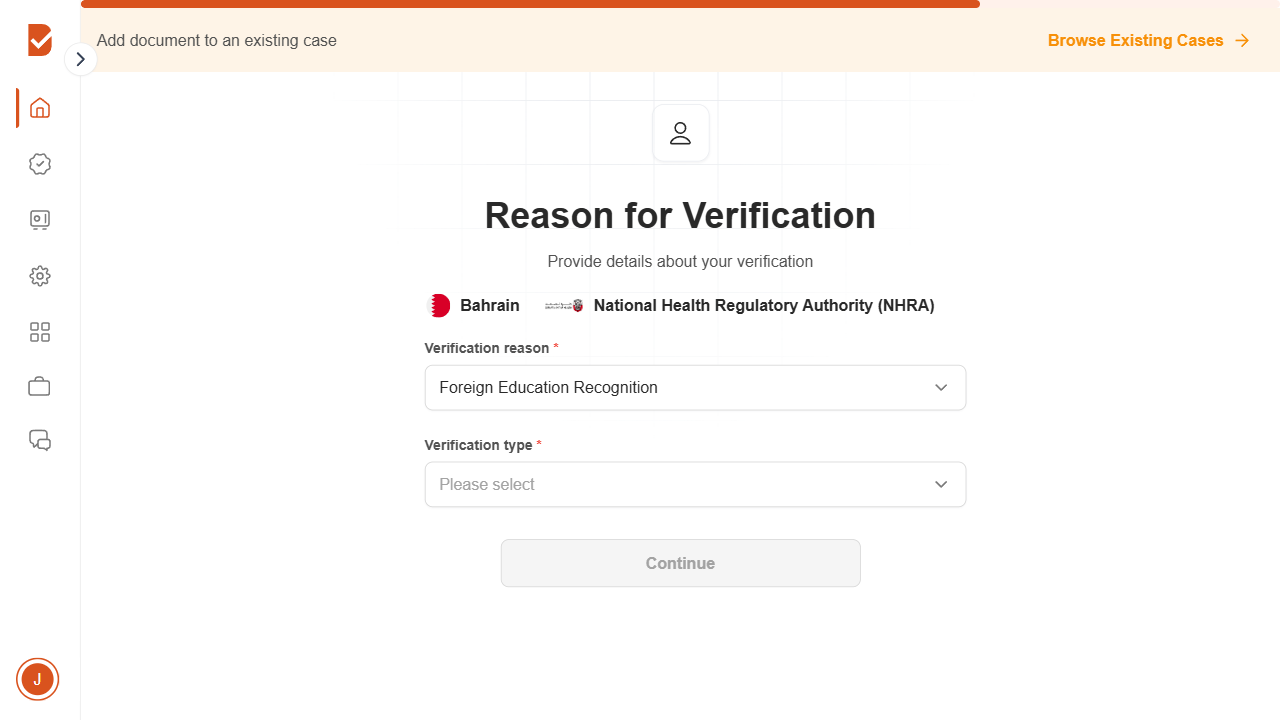 Add document to an existing case
Browse Existing Cases
Reason for Verification
Provide details about your verification
Bahrain
National Health Regulatory Authority (NHRA)
Verification reason *
Foreign Education Recognition
Verification type *
Please select
Continue
J